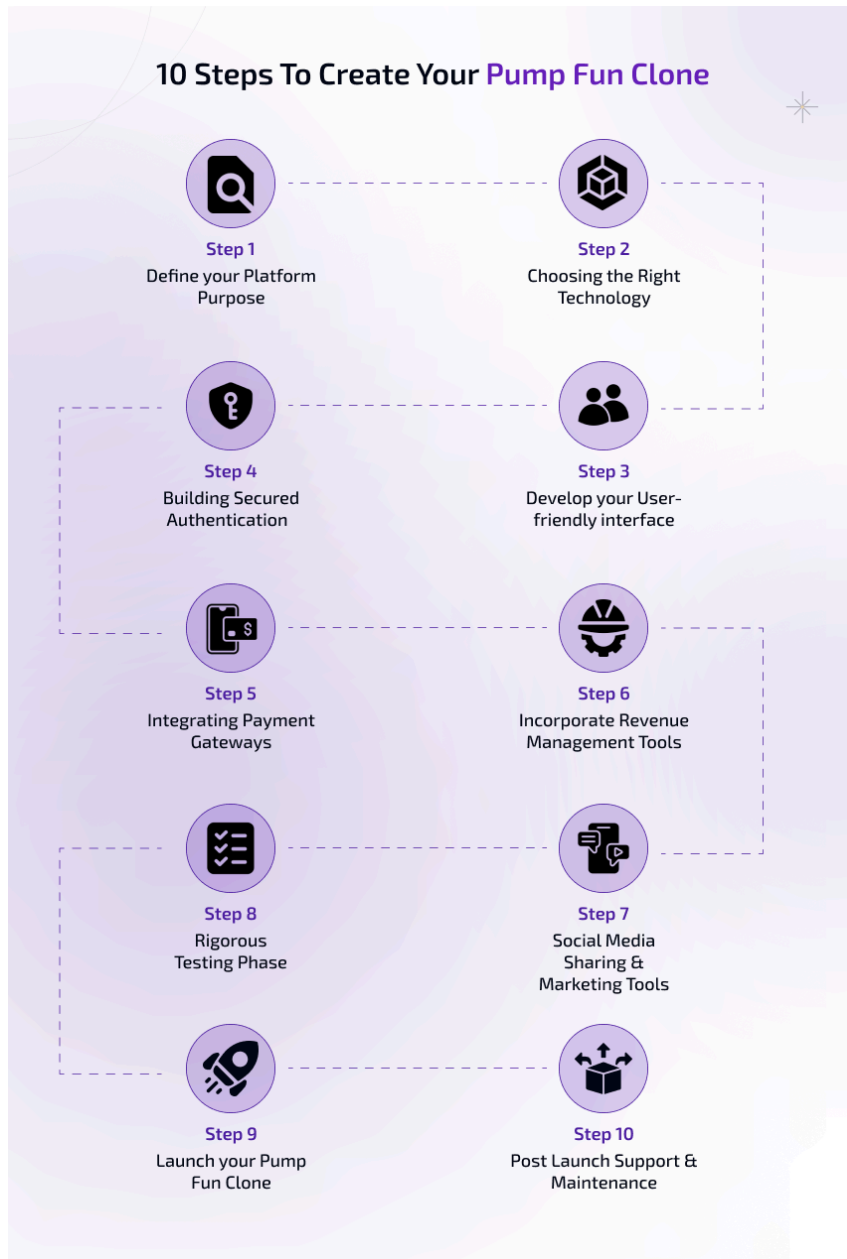 10 Steps To Create Your Pump Fun Clone
Step 1
Define your Platform
Purpose
Step 2
Choosing the Right
Technology
Step 3
Develop your User-
friendly interface
Step 4
Building Secured
Authentication
Step 5
Integrating Payment
Gateways
$
Step 6
Incorporate Revenue
Management Tools
Step 7
Social Media
Sharing &
Marketing Tools
Step 8
Rigorous
Testing Phase
Step 9
Launch your Pump
Fun Clone
Step 10
Post Launch Support &
Maintenance